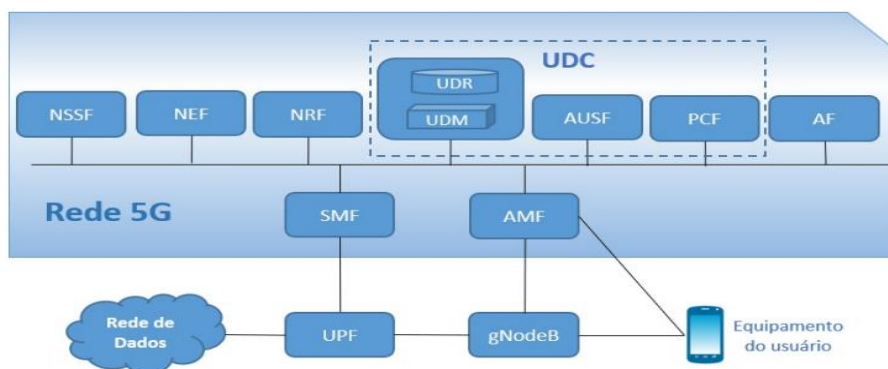 UDC
UDR
UDM
NSSF
NEF
NRF
AUSF
PCF
AF
Rede 5G
SMF
AMF
Rede de
Dados
UPF
gNodeB
Equipamento
do usuário